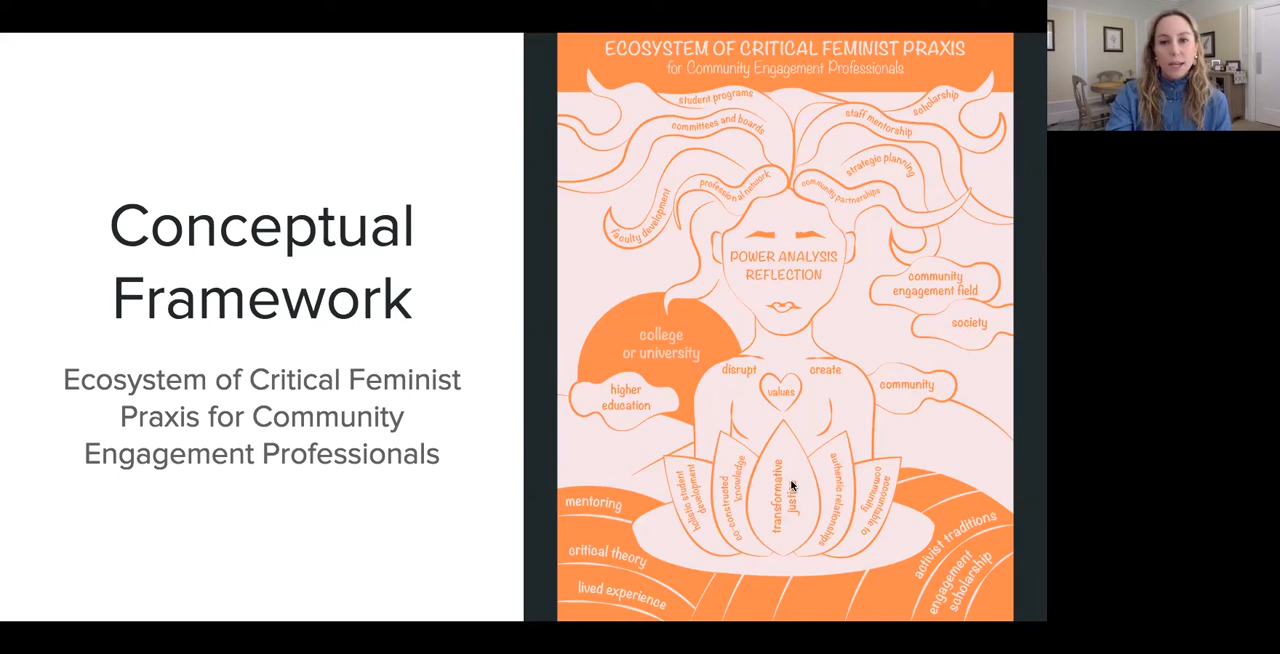 Conceptual
Framework
Ecosystem of Critical Feminist
Praxis for Community
Engagement Professionals
ECOSYSTEM OF CRITICAL FEMINIST PRAXIS
for Community Engagement Professionals
student programs
scholarship
committees and boards
staff mentorship
strategic planning
professional network
community partnerships
faculty development
POWER ANALYSIS
REFLECTION
community
engagement field
society
college
or university
higher
education
disrupt
create
values
community
holistic student
development
co-constructed
knowledge
transformative
authentic relationships
accountable to
community
mentoring
critical theory
lived experience
activist traditions
engagement
scholarship